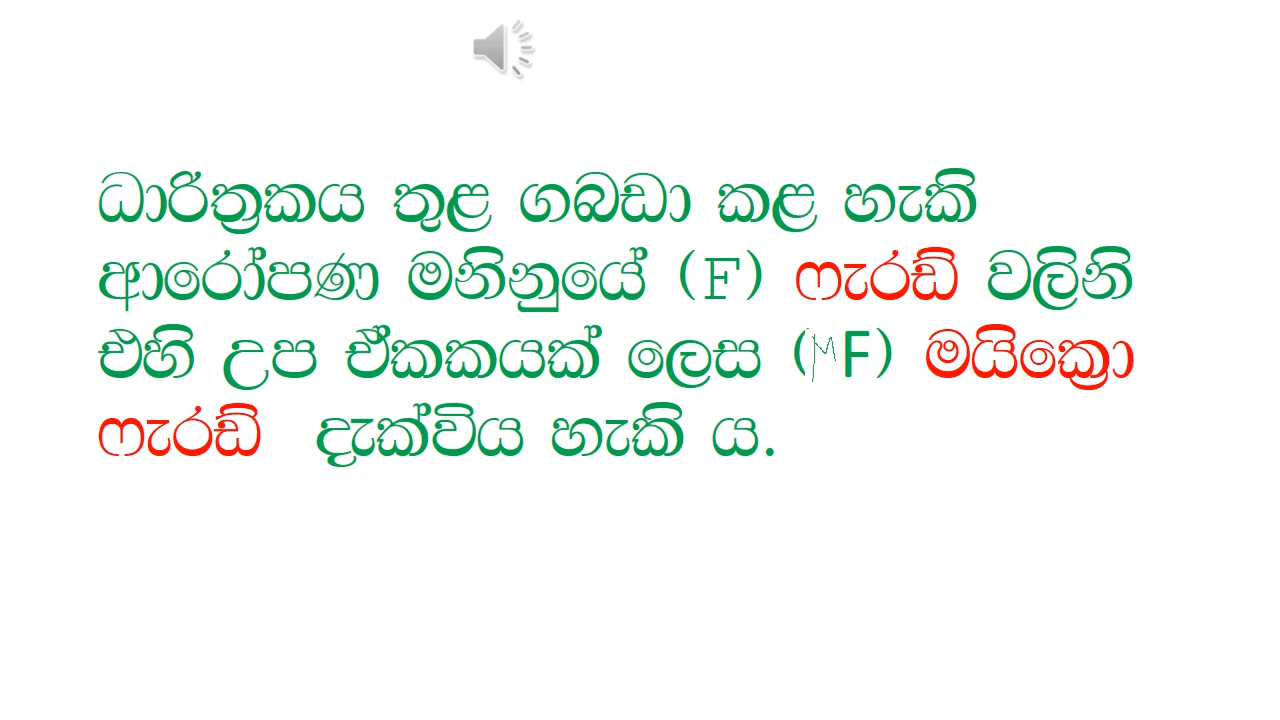 ධාරිත්‍රකය තුළ ගබඩා කළ හැකි
ආරෝපණ මනිනුයේ (F) ෆැරඩ් වලිනි
එහි උප ඒකකයක් ලෙස (μF) මයික්‍රො
ෆැරඩ් දැක්විය හැකි ය.